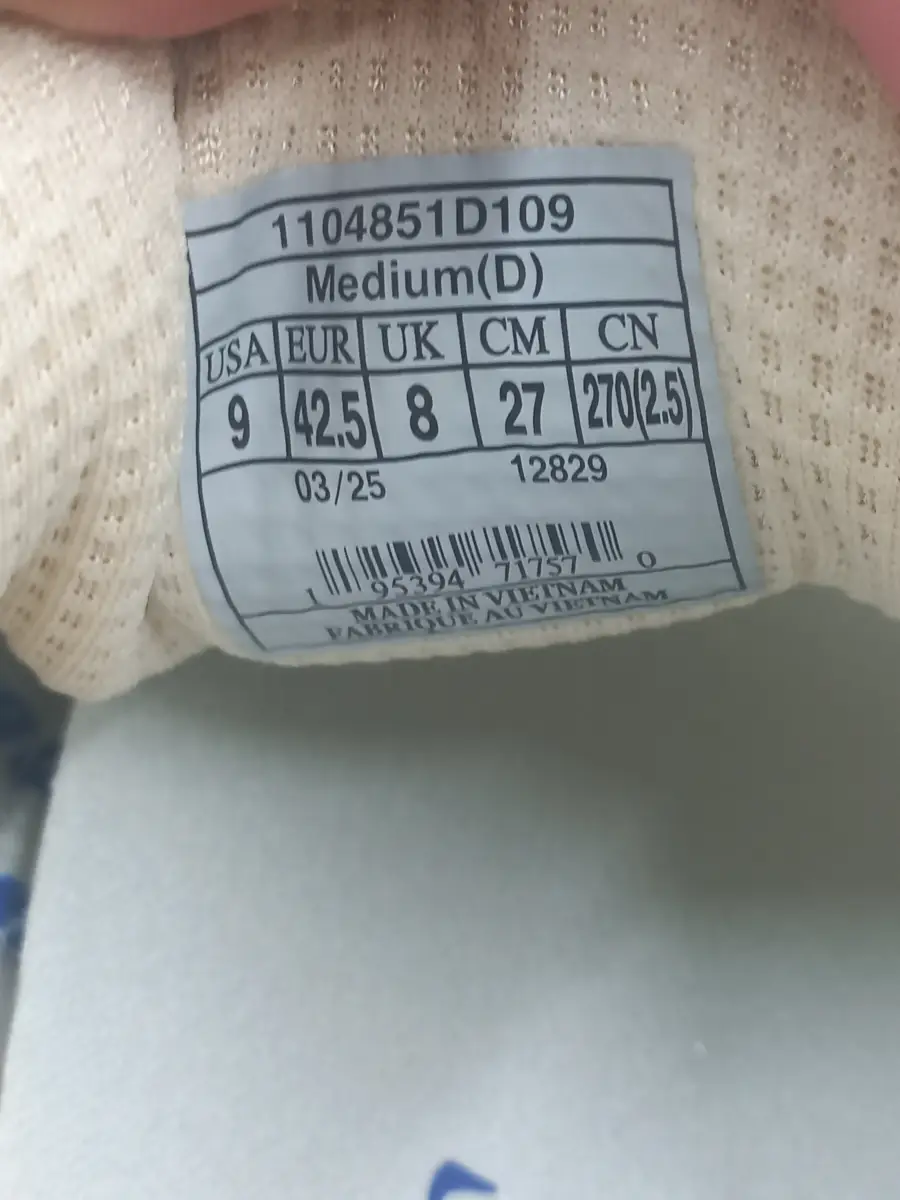 1104851D109
Medium(D)
USA EUR UK CM CN
9 42.5 8 27 270(2.5)
03/25 12829
1 95394 71757 0
MADE IN VIETNAM
FABRIQUE AU VIETNAM